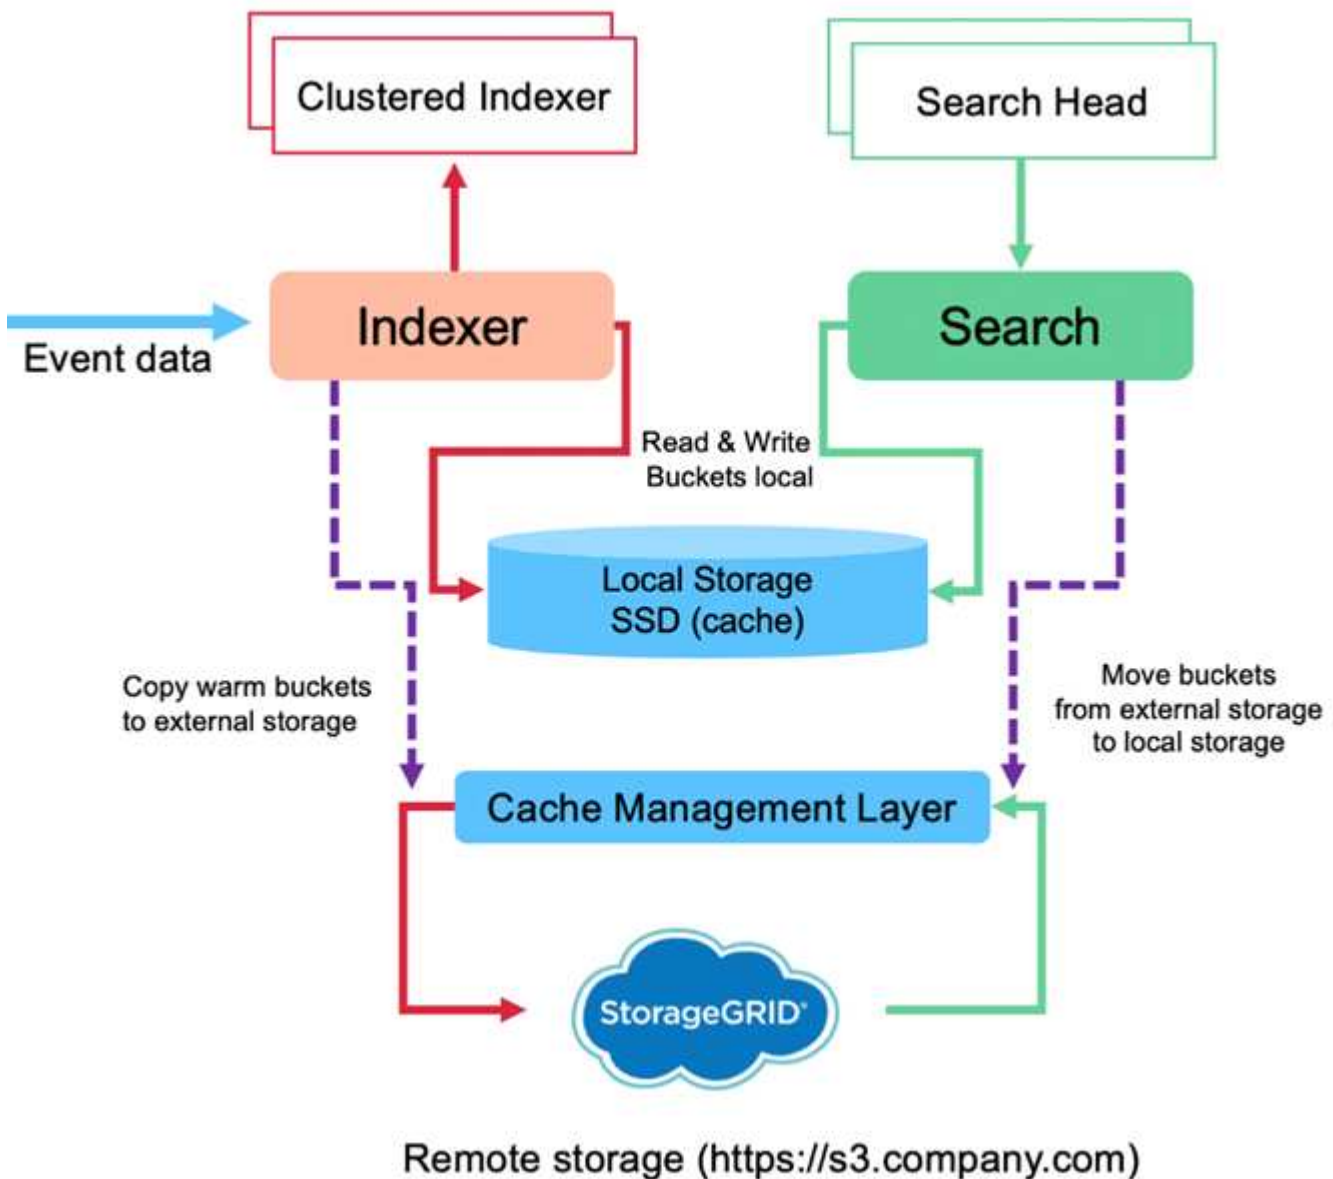 Clustered Indexer
Search Head
Event data
Indexer
Search
Read & Write
Buckets local
Local Storage
SSD (cache)
Copy warm buckets
to external storage
Move buckets
from external storage
to local storage
Cache Management Layer
StorageGRID®
Remote storage (https://s3.company.com)